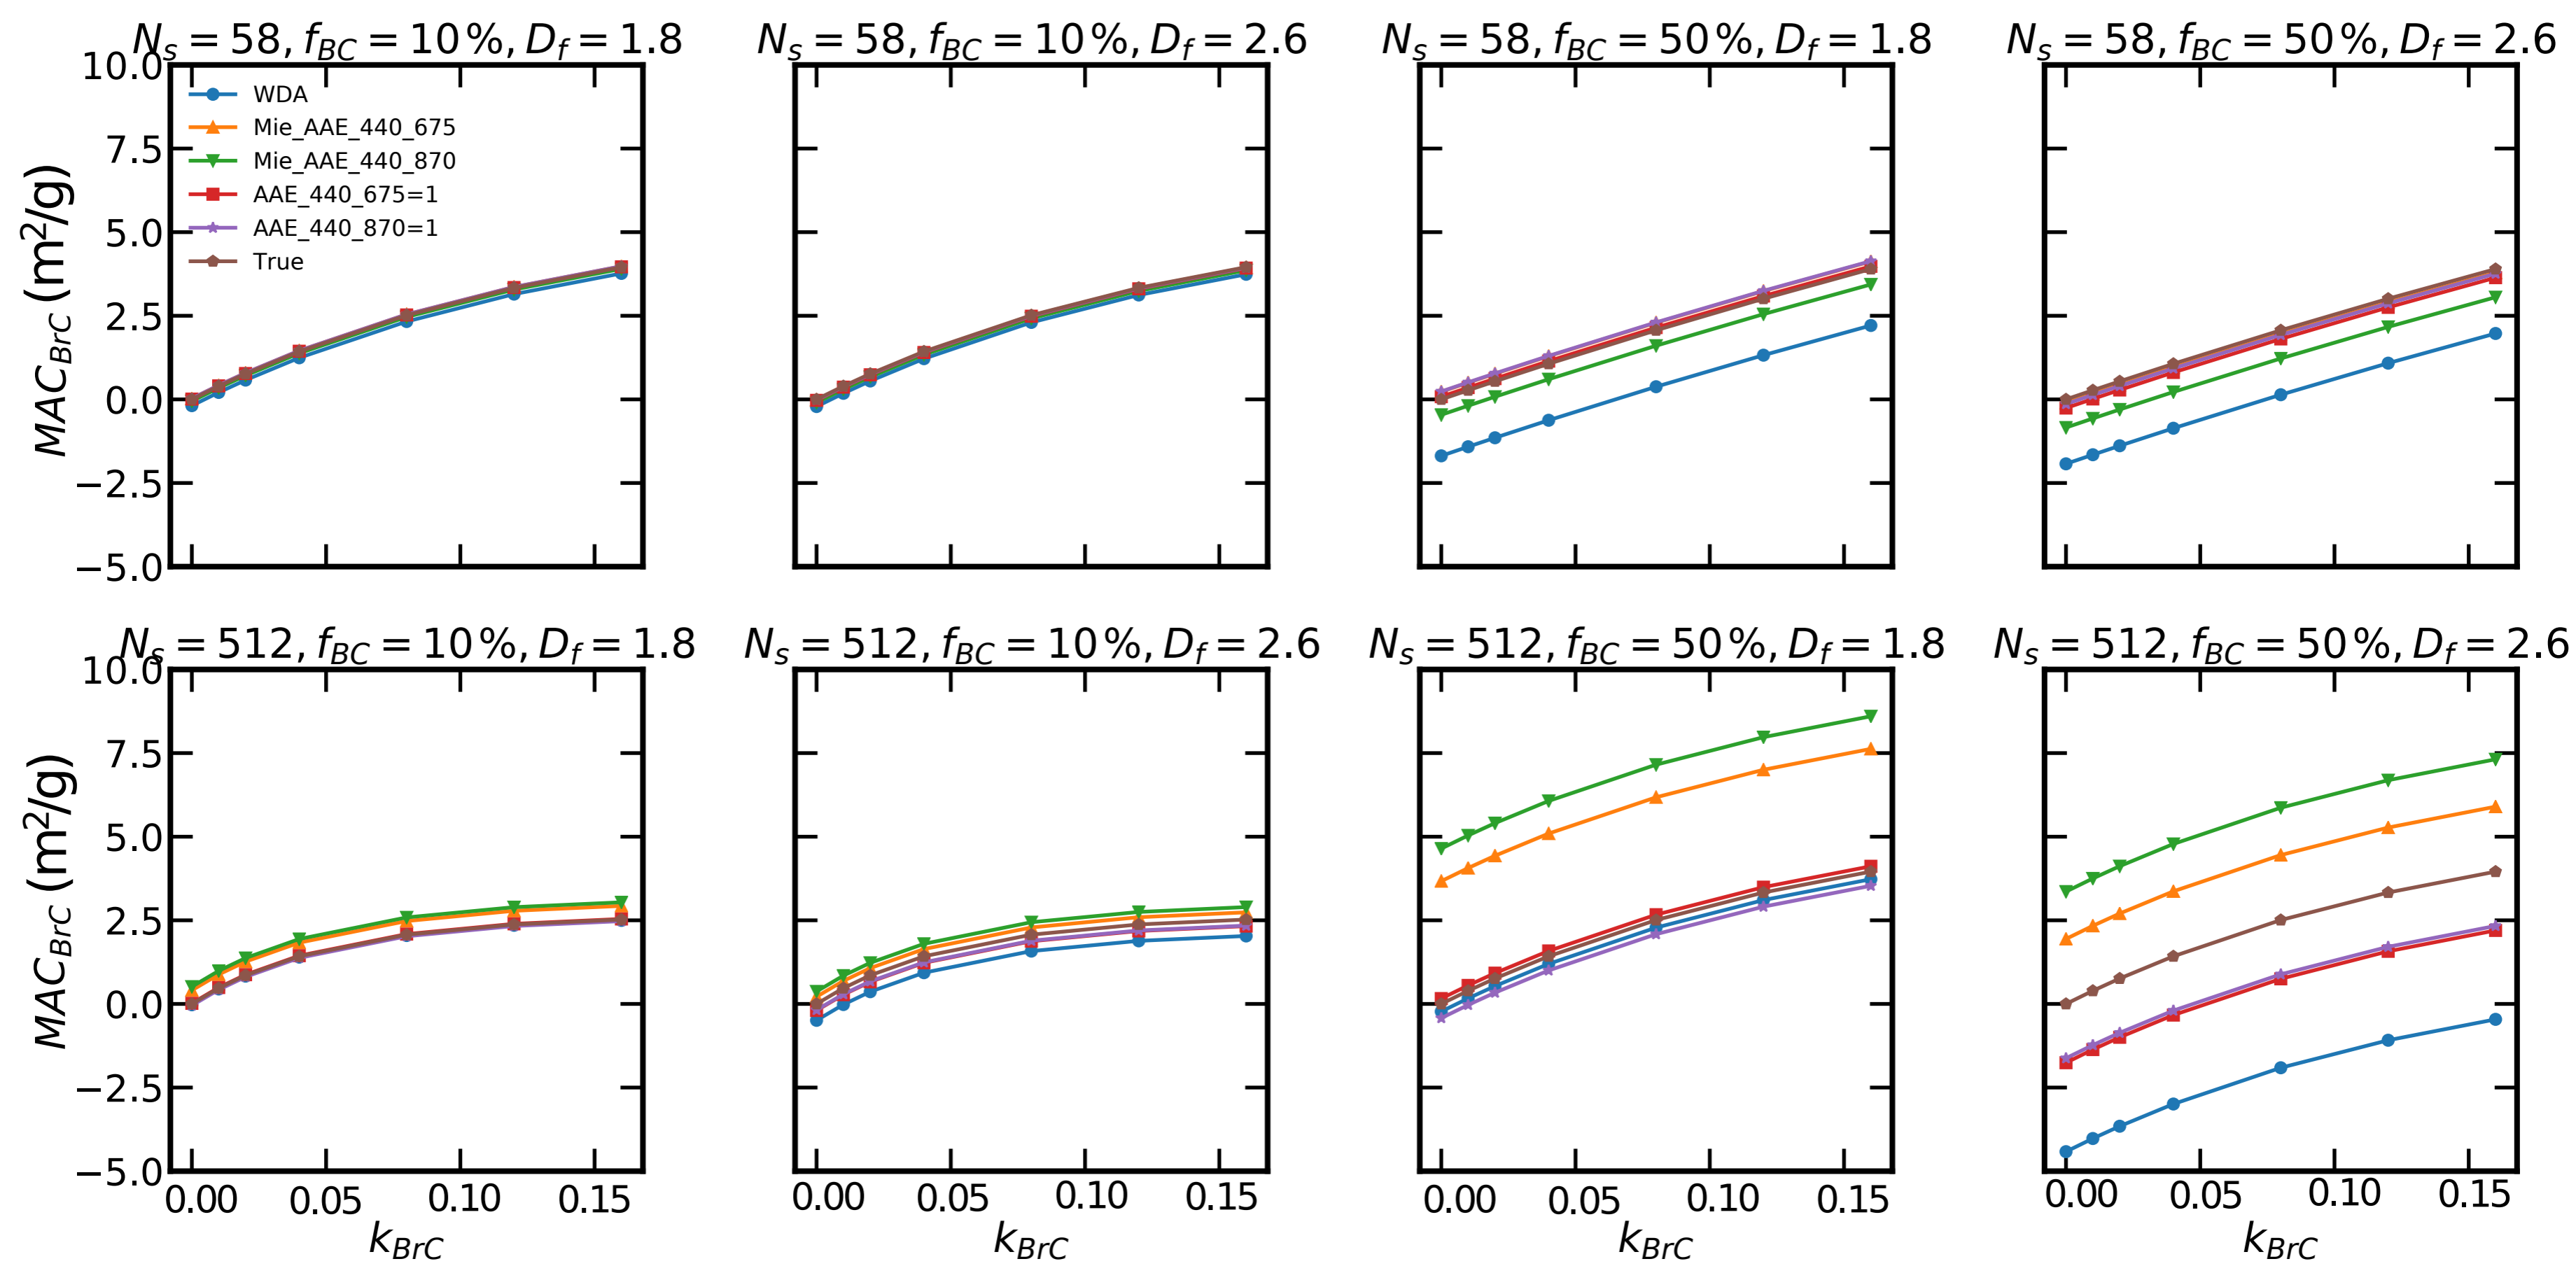 N_s = 58, f_BC = 10 %, D_f = 1.8
N_s = 58, f_BC = 10 %, D_f = 2.6
N_s = 58, f_BC = 50 %, D_f = 1.8
N_s = 58, f_BC = 50 %, D_f = 2.6
10.0
7.5
5.0
2.5
0.0
−2.5
−5.0
MAC_BrC (m²/g)
WDA
Mie_AAE_440_675
Mie_AAE_440_870
AAE_440_675=1
AAE_440_870=1
True
N_s = 512, f_BC = 10 %, D_f = 1.8
N_s = 512, f_BC = 10 %, D_f = 2.6
N_s = 512, f_BC = 50 %, D_f = 1.8
N_s = 512, f_BC = 50 %, D_f = 2.6
10.0
7.5
5.0
2.5
0.0
−2.5
−5.0
MAC_BrC (m²/g)
0.00 0.05 0.10 0.15
0.00 0.05 0.10 0.15
0.00 0.05 0.10 0.15
0.00 0.05 0.10 0.15
k_BrC
k_BrC
k_BrC
k_BrC